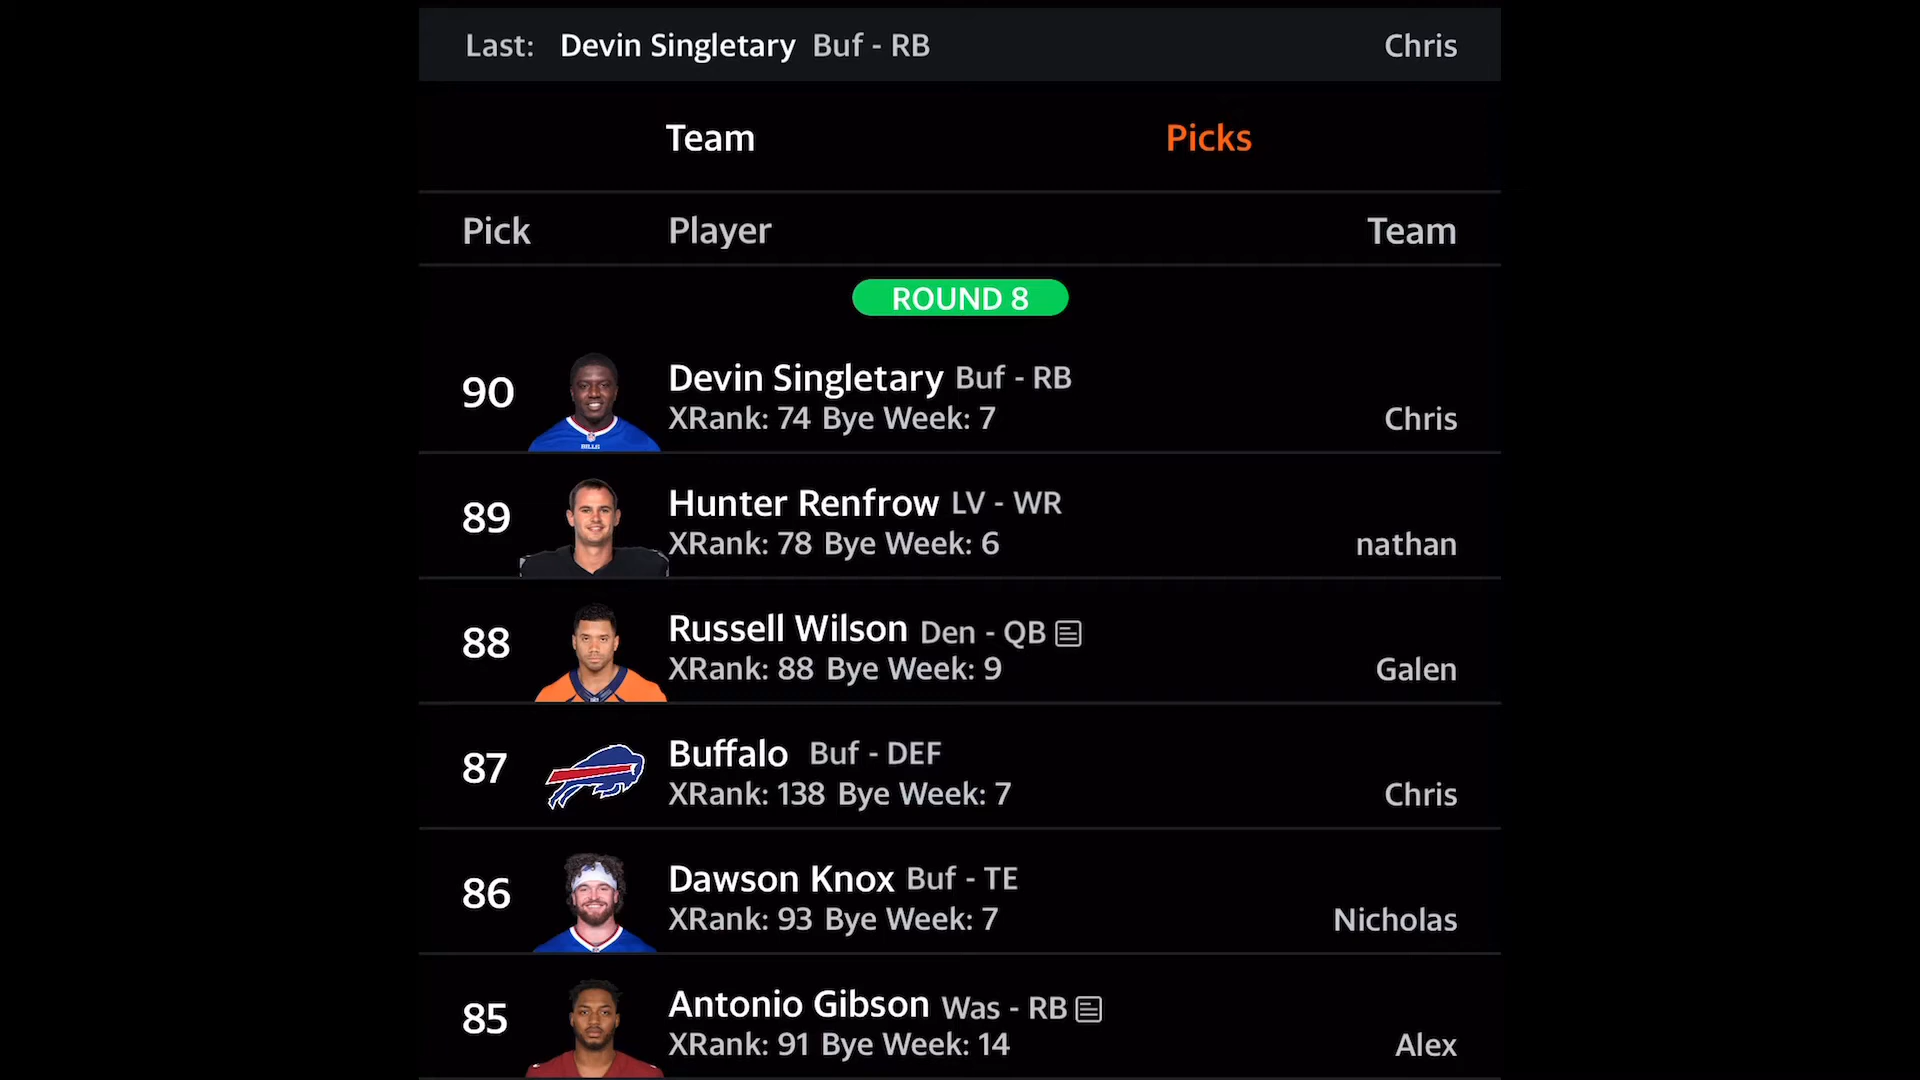 Last: Devin Singletary Buf - RB Chris
Team Picks
Pick Player Team
ROUND 8
90 Devin Singletary Buf - RB
XRank: 74 Bye Week: 7 Chris
BILLS
89 Hunter Renfrow LV - WR
XRank: 78 Bye Week: 6 nathan
88 Russell Wilson Den - QB
XRank: 88 Bye Week: 9 Galen
87 Buffalo Buf - DEF
XRank: 138 Bye Week: 7 Chris
86 Dawson Knox Buf - TE
XRank: 93 Bye Week: 7 Nicholas
85 Antonio Gibson Was - RB
XRank: 91 Bye Week: 14 Alex